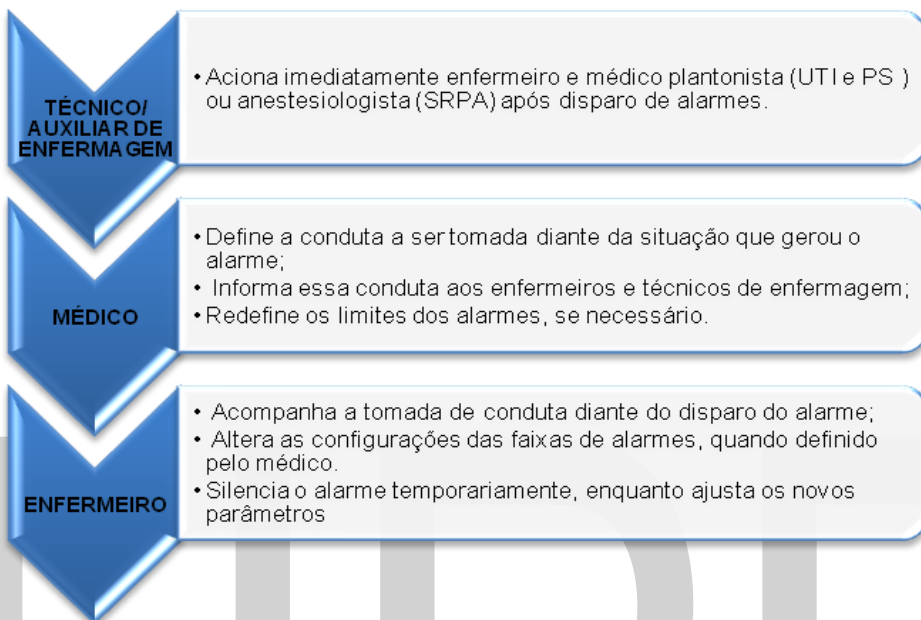 TÉCNICO/
AUXILIAR DE
ENFERMAGEM
• Aciona imediatamente enfermeiro e médico plantonista (UTI e PS )
ou anestesiologista (SRPA) após disparo de alarmes.
MÉDICO
• Define a conduta a ser tomada diante da situação que gerou o
alarme;
• Informa essa conduta aos enfermeiros e técnicos de enfermagem;
• Redefine os limites dos alarmes, se necessário.
ENFERMEIRO
• Acompanha a tomada de conduta diante do disparo do alarme;
• Altera as configurações das faixas de alarmes, quando definido
pelo médico.
• Silencia o alarme temporariamente, enquanto ajusta os novos
parâmetros